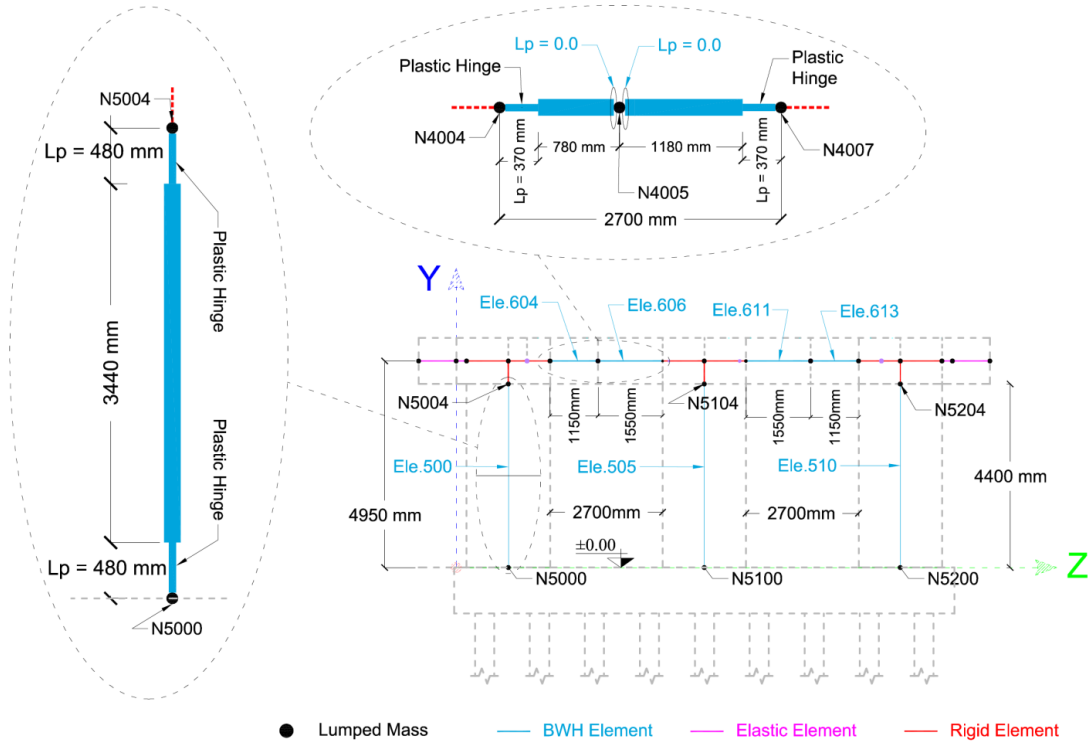 N5004
Lp = 480 mm
3440 mm
Plastic Hinge
Plastic Hinge
Lp = 480 mm
N5000
Lp = 0.0
Lp = 0.0
Plastic Hinge
Plastic
Hinge
N4004
Lp = 370 mm
780 mm
1180 mm
Lp = 370 mm
N4007
N4005
2700 mm
Y
Ele.604
Ele.606
Ele.611
Ele.613
N5004
1150mm
1550mm
N5104
1550mm
1150mm
N5204
Ele.500
Ele.505
Ele.510
4950 mm
2700mm
2700mm
4400 mm
±0.00
Z
N5000
N5100
N5200
Lumped Mass
BWH Element
Elastic Element
Rigid Element